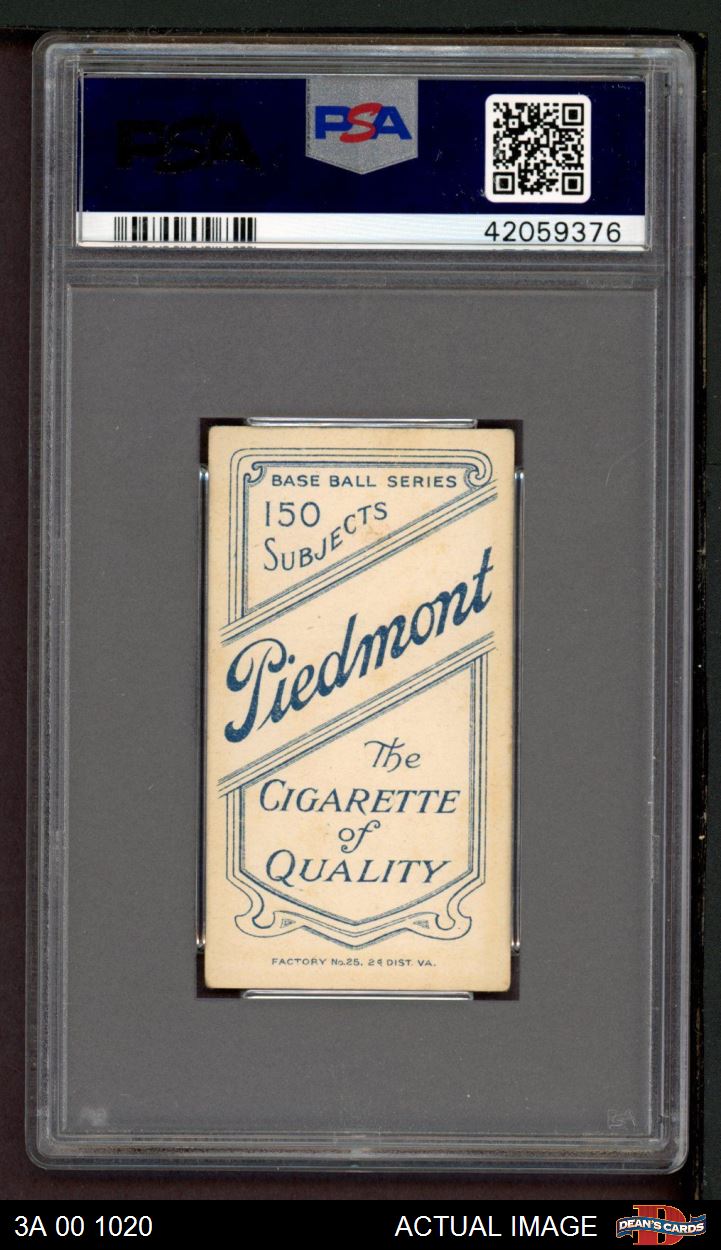 PSA
PSA
42059376
BASE BALL SERIES
150
SUBJECTS
Piedmont
The
CIGARETTE
of
QUALITY
FACTORY No.25, 2d DIST. VA.
3A 00 1020
ACTUAL IMAGE
D
DEAN'S CARDS